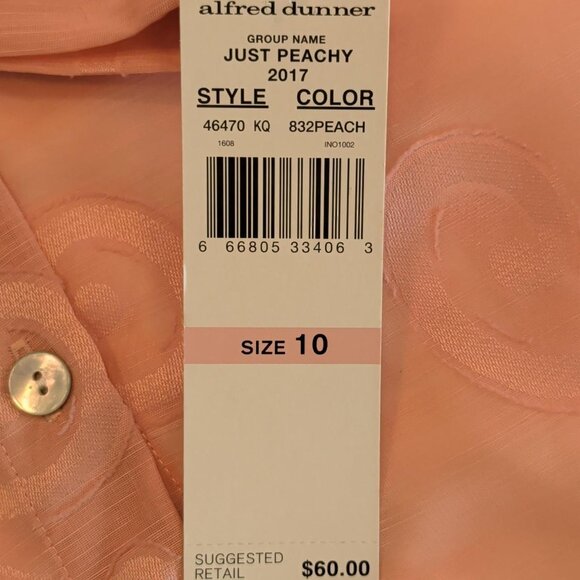 alfred dunner
GROUP NAME
JUST PEACHY
2017
STYLE COLOR
46470 KQ 832PEACH
1608 INO1002
6 66805 33406 3
SIZE 10
SUGGESTED
RETAIL $60.00